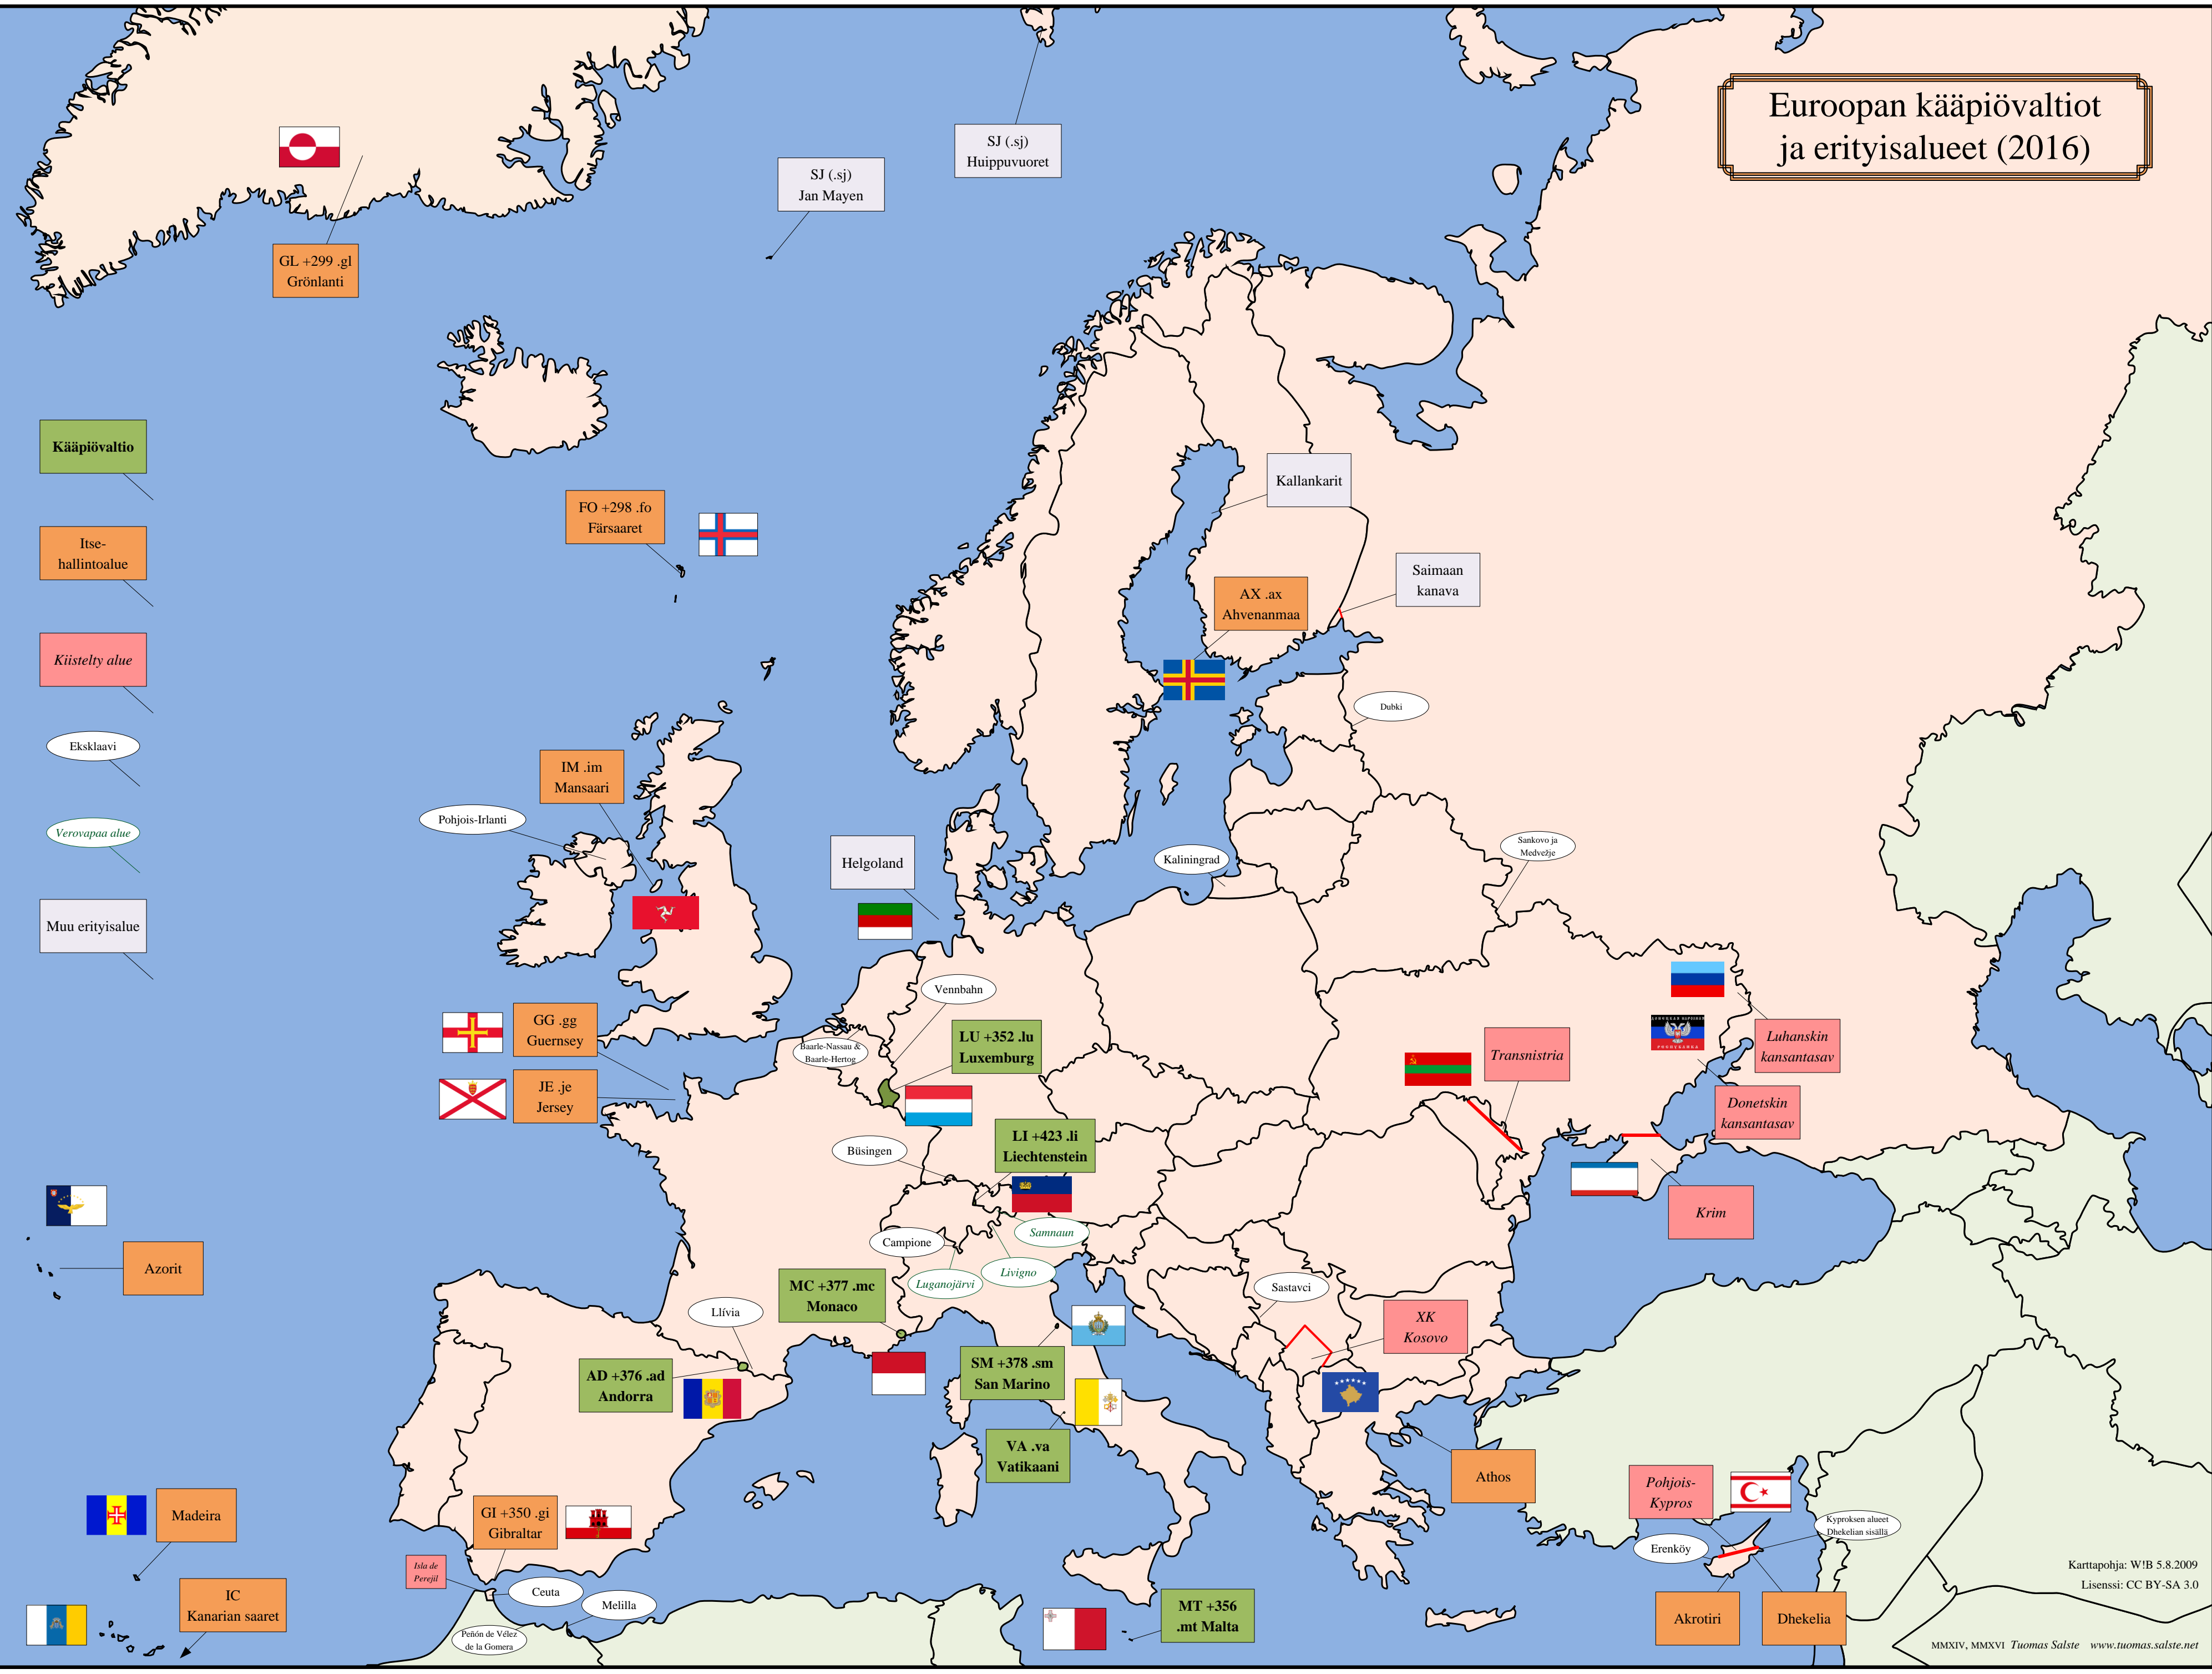 Euroopan kääpiövaltiot
ja erityisalueet (2016)
SJ (.sj)
Huippuvuoret
SJ (.sj)
Jan Mayen
GL +299 .gl
Grönlanti
Kääpiövaltio
Itse-
hallintoalue
Kiistelty alue
Eksklaavi
Verovapaa alue
Muu erityisalue
FO +298 .fo
Färsaaret
Kallankarit
Saimaan
kanava
AX .ax
Ahvenanmaa
Dubki
IM .im
Mansaari
Pohjois-Irlanti
Helgoland
Kaliningrad
Sankovo ja
Medvežje
Vennbahn
GG .gg
Guernsey
Baarle-Nassau &
Baarle-Hertog
LU +352 .lu
Luxemburg
JE .je
Jersey
Transnistria
Luhanskin
kansantasav
Donetskin
kansantasav
Büsingen
LI +423 .li
Liechtenstein
Krim
Samnaun
Campione
Livigno
Luganojärvi
Azorit
MC +377 .mc
Monaco
Llívia
Sastavci
XK
Kosovo
AD +376 .ad
Andorra
SM +378 .sm
San Marino
VA .va
Vatikaani
Athos
Madeira
GI +350 .gi
Gibraltar
Pohjois-
Kypros
Kyproksen alueet
Dhekelian sisällä
Erenköy
Isla de
Perejil
Ceuta
Melilla
IC
Kanarian saaret
Peñón de Vélez
de la Gomera
MT +356
.mt Malta
Akrotiri
Dhekelia
Karttapohja: W!B 5.8.2009
Lisenssi: CC BY-SA 3.0
MMXIV, MMXVI Tuomas Salste www.tuomas.salste.net